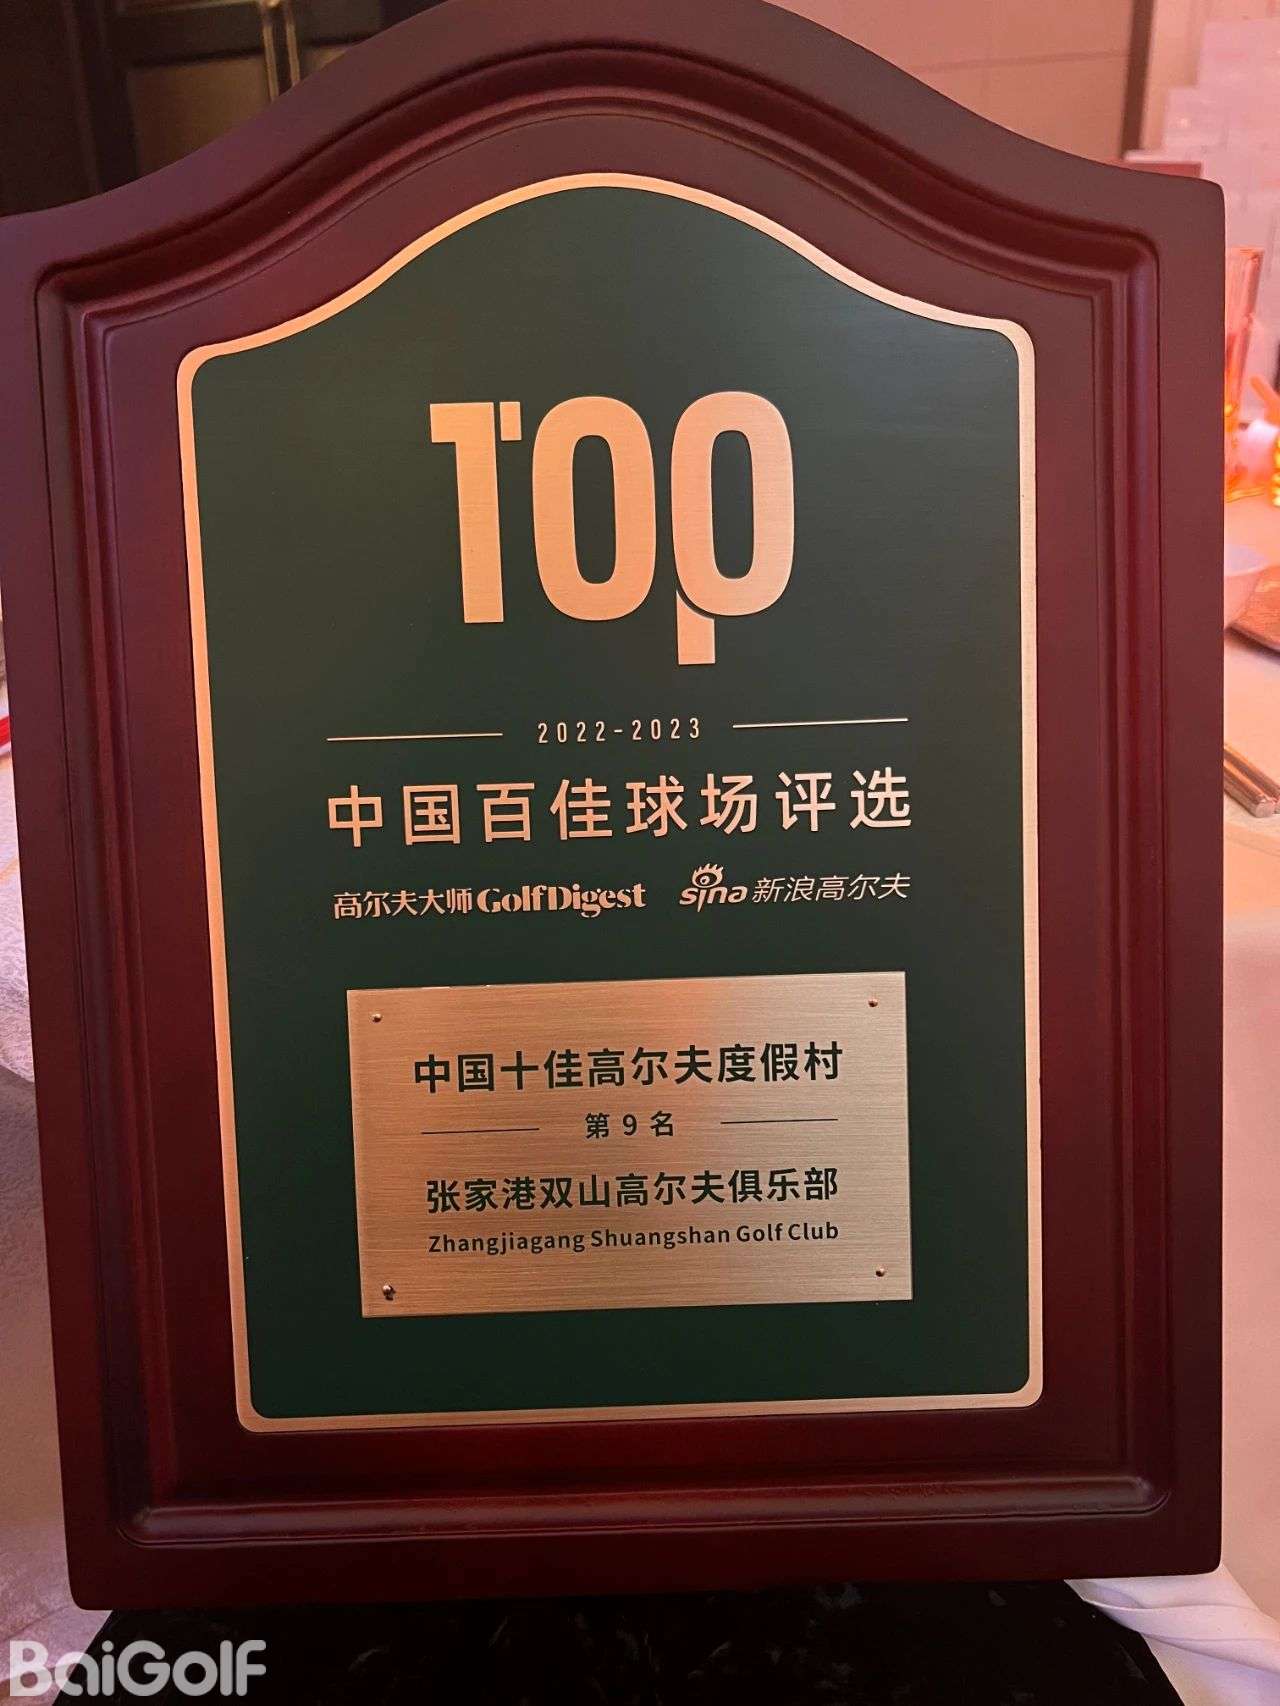 TOP
2022-2023
中国百佳球场评选
高尔夫大师 GolfDigest sina 新浪高尔夫
中国十佳高尔夫度假村
第9名
张家港双山高尔夫俱乐部
Zhangjiagang Shuangshan Golf Club
BaiGolf